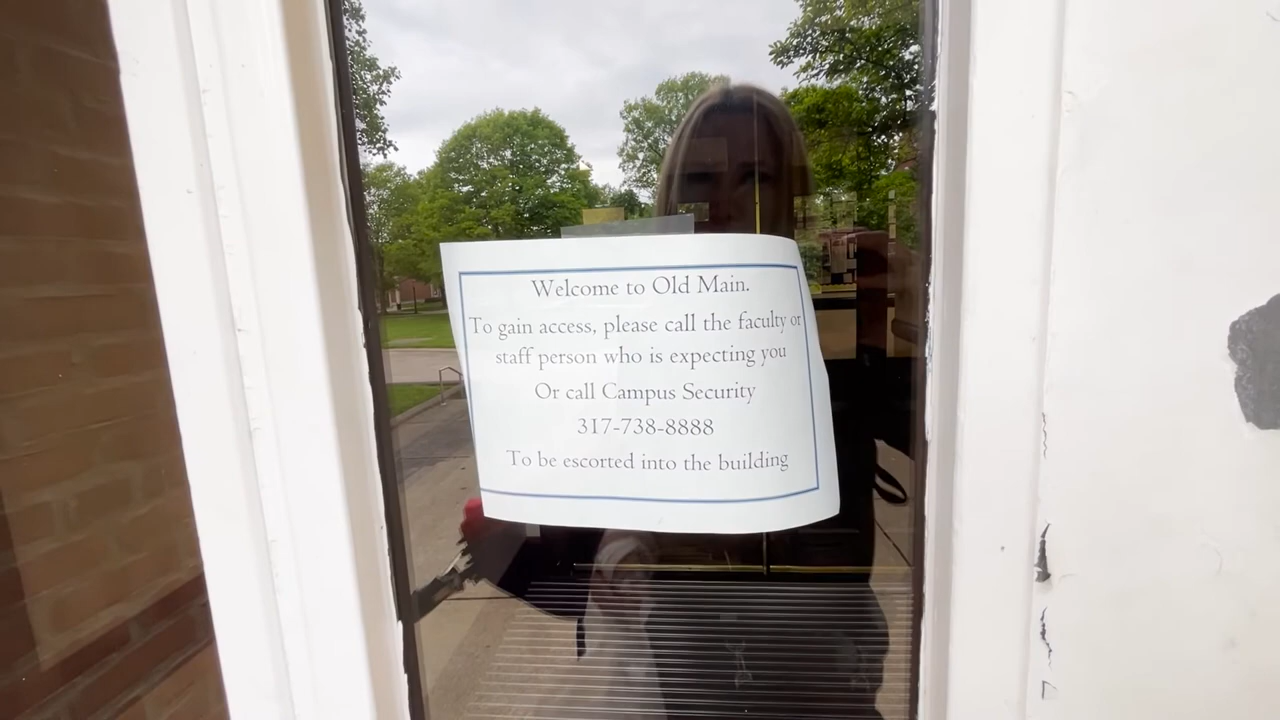 Welcome to Old Main.
To gain access, please call the faculty or
staff person who is expecting you
Or call Campus Security
317-738-8888
To be escorted into the building